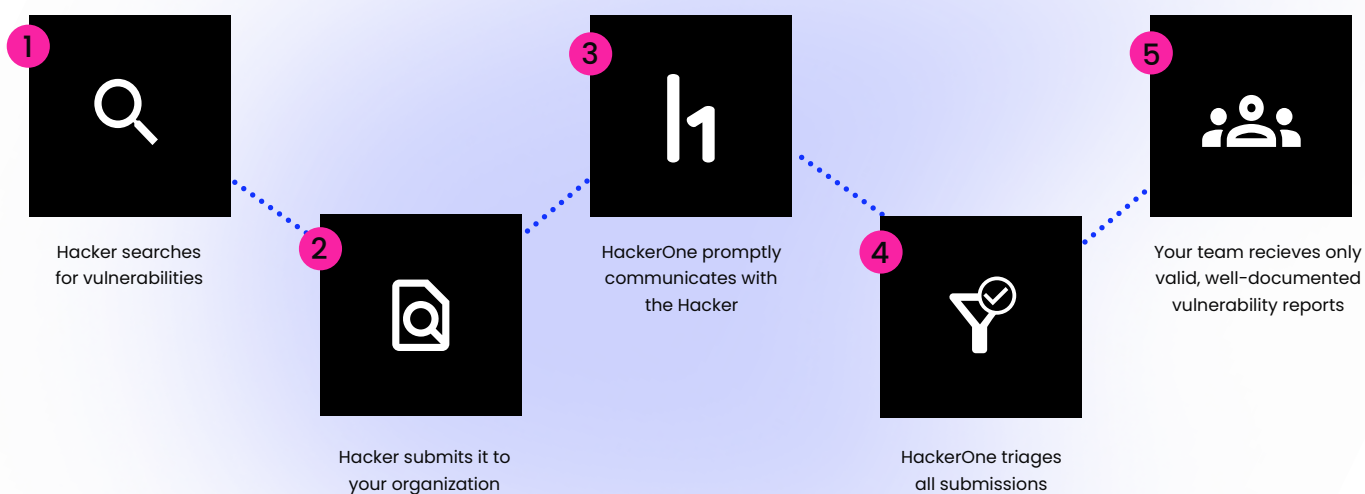 1
Hacker searches
for vulnerabilities
2
Hacker submits it to
your organization
3
h1
HackerOne promptly
communicates with
the Hacker
4
HackerOne triages
all submissions
5
Your team recieves only
valid, well-documented
vulnerability reports